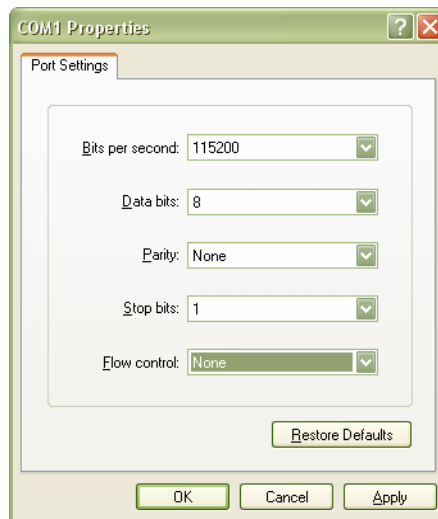 COM1 Properties
Port Settings
Bits per second: 115200
Data bits: 8
Parity: None
Stop bits: 1
Flow control: None
Restore Defaults
OK Cancel Apply